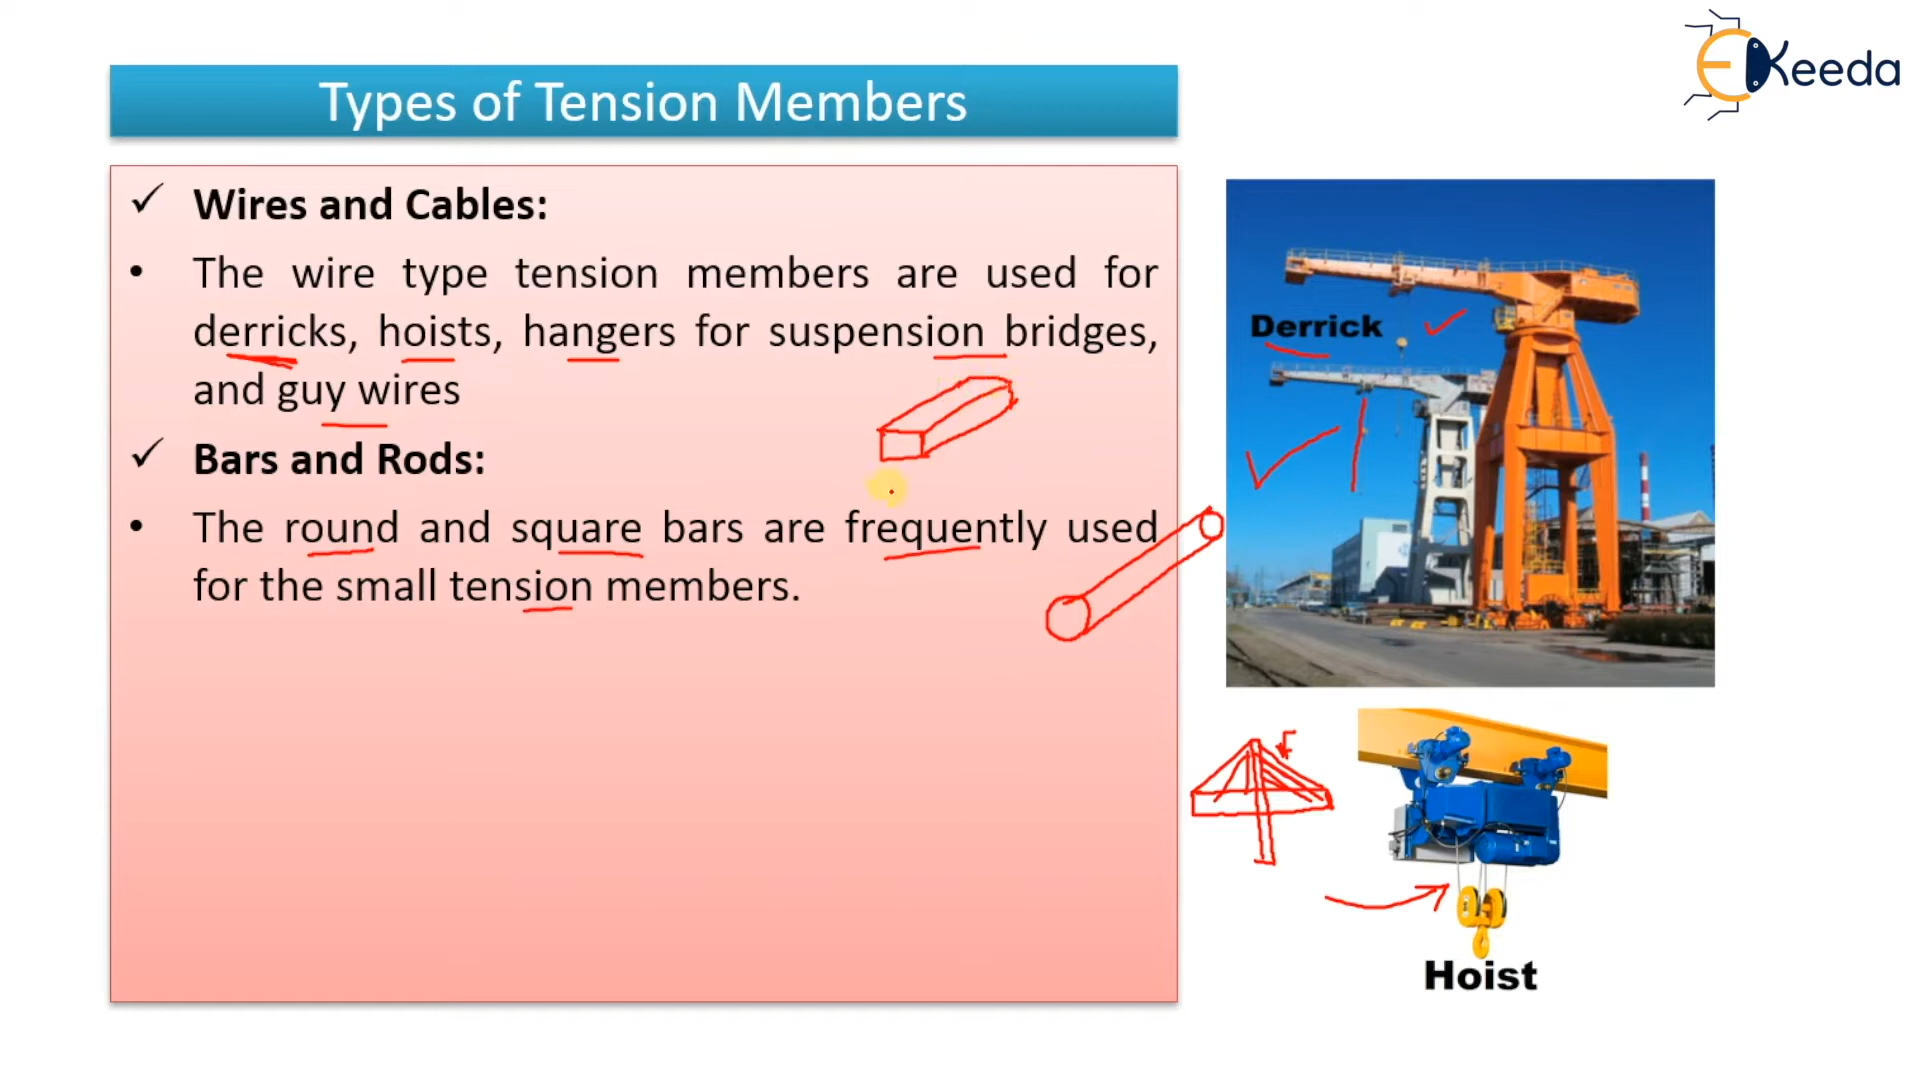 Types of Tension Members
EKeeda
✓ Wires and Cables:
• The wire type tension members are used for
derricks, hoists, hangers for suspension bridges,
and guy wires
✓ Bars and Rods:
• The round and square bars are frequently used
for the small tension members.
Derrick
Hoist